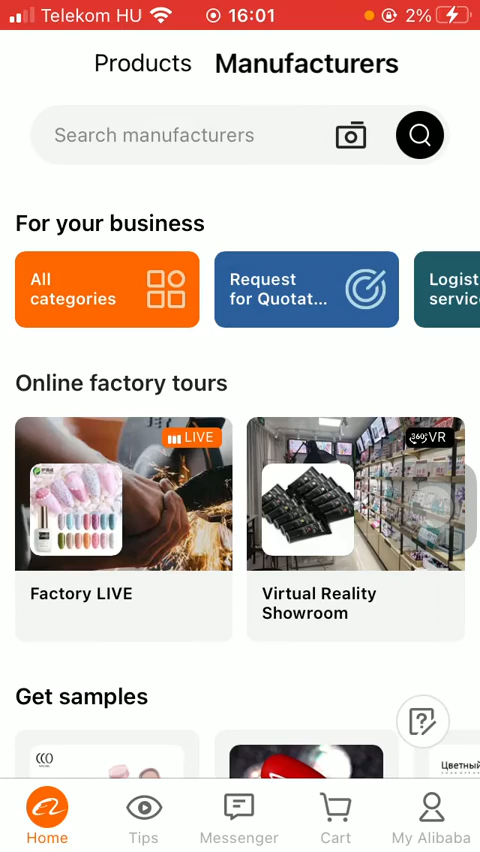 Telekom HU 16:01 2%
Products Manufacturers
Search manufacturers
For your business
All
categories
Request
for Quotat...
Logist
servic
Online factory tours
LIVE
360° VR
Factory LIVE
Virtual Reality
Showroom
Get samples
CCO
Цветный
Home Tips Messenger Cart My Alibaba